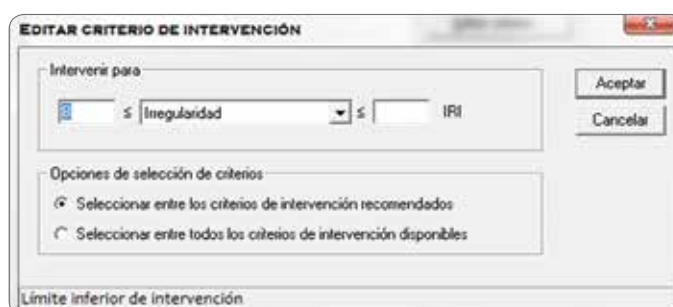 EDITAR CRITERIO DE INTERVENCIÓN
Intervenir para
8 ≤ Irregularidad ≤ IRI
Aceptar
Cancelar
Opciones de selección de criterios
Seleccionar entre los criterios de intervención recomendados
Seleccionar entre todos los criterios de intervención disponibles
Límite inferior de intervención